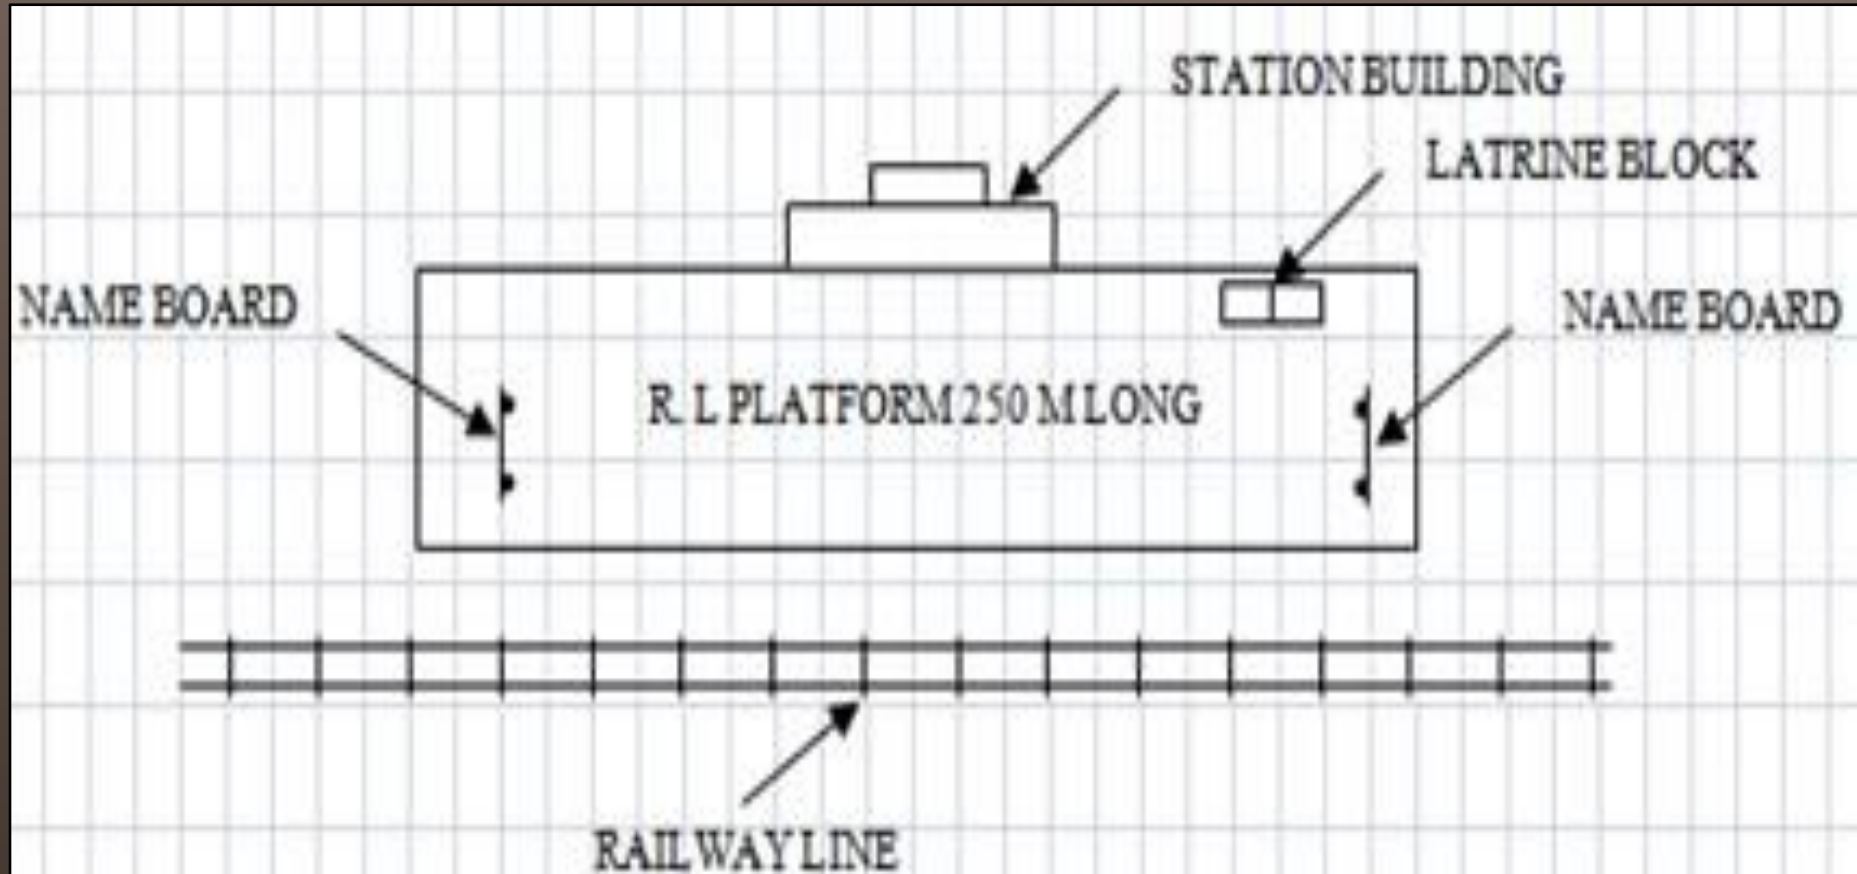 STATION BUILDING
LATRINE BLOCK
NAME BOARD
NAME BOARD
R. L PLATFORM 250 M LONG
RAILWAY LINE